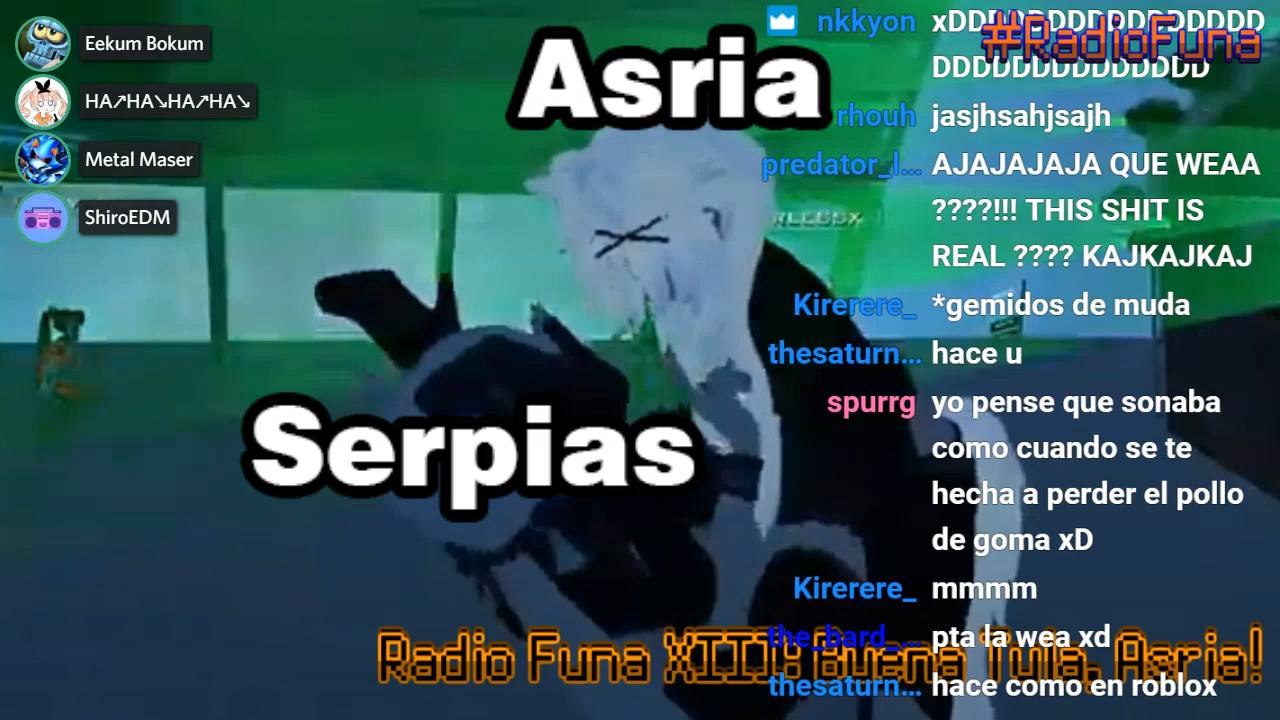 Eekum Bokum
HA↗HA↘HA↗HA↘
Metal Maser
ShiroEDM
Asria
Serpias
#RadioFuna
nkkyon xDDDDDDDDDDDDDDDD
DDDDDDDDDDDDDD
rhouh jasjhsahjsajh
predator_l... AJAJAJAJA QUE WEAA
????!!! THIS SHIT IS
REAL ???? KAJKAJKAJ
Kirerere_ *gemidos de muda
thesaturn... hace u
spurrg yo pense que sonaba
como cuando se te
hecha a perder el pollo
de goma xD
Kirerere_ mmmm
the_bard_... pta la wea xd
Radio Funa XIII: Buena Tula, Asria!
thesaturn... hace como en roblox